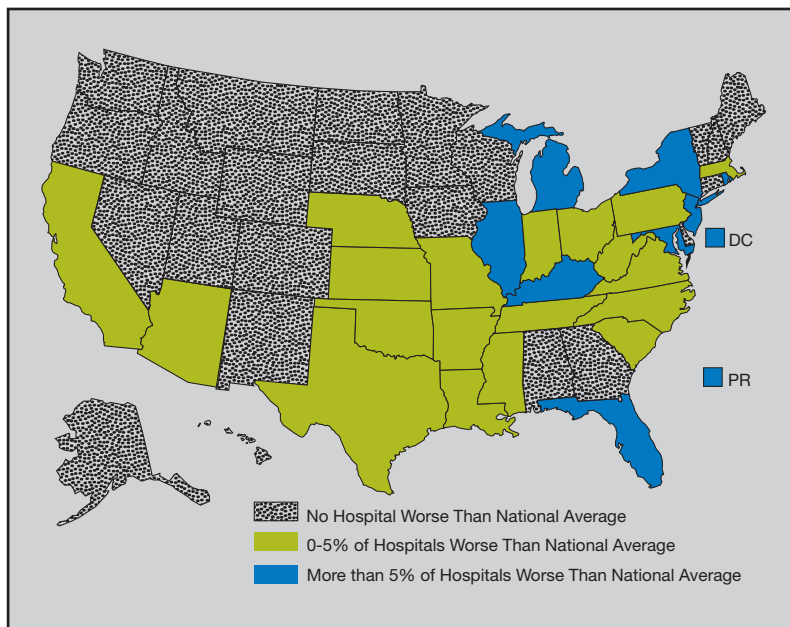 DC
PR
No Hospital Worse Than National Average
0-5% of Hospitals Worse Than National Average
More than 5% of Hospitals Worse Than National Average